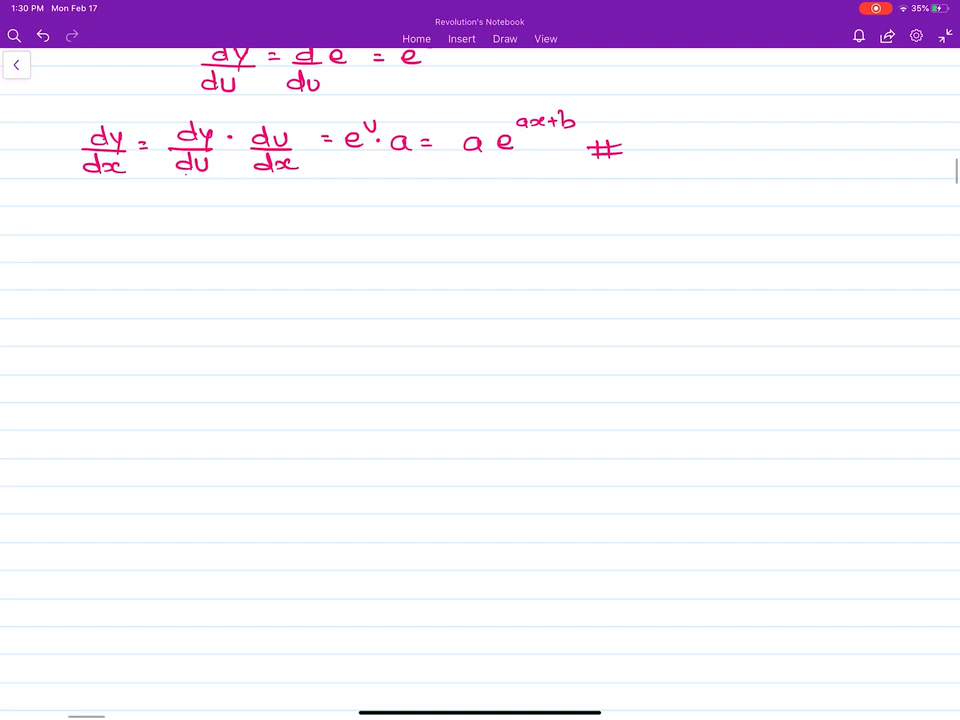 1:30 PM Mon Feb 17
35%
Revolution's Notebook
Home Insert Draw View
dy/du = d/du e = e
dy/dx = dy/du · du/dx = e^u · a = a e^(ax+b) #